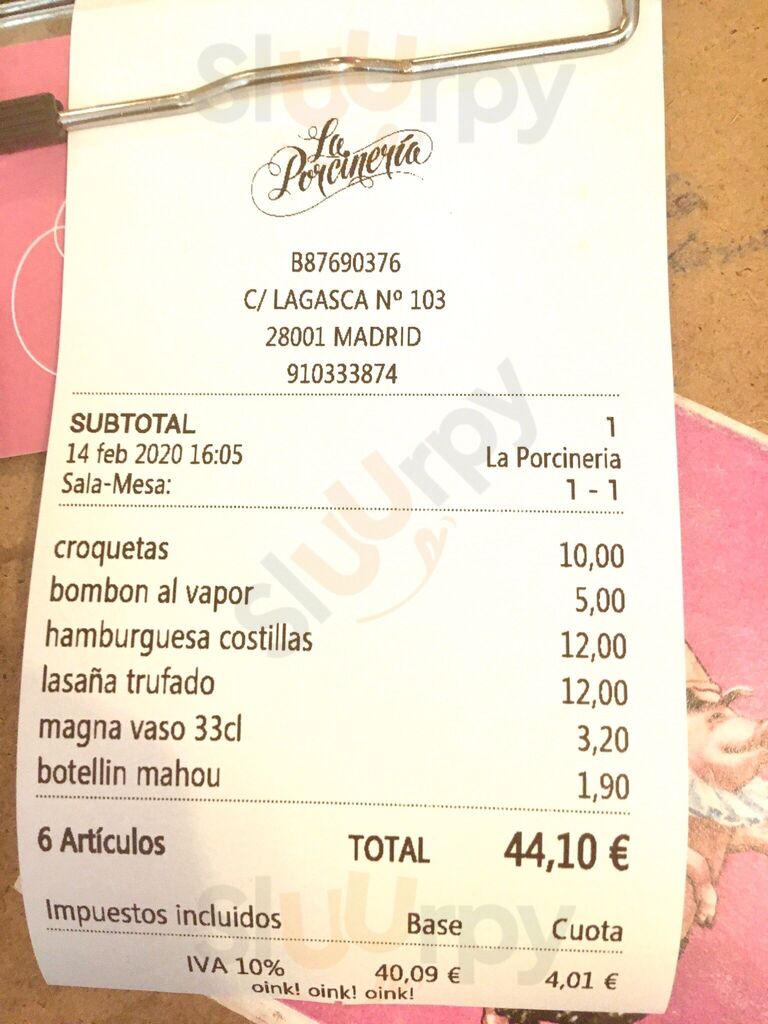 La
Porcinería
B87690376
C/ LAGASCA Nº 103
28001 MADRID
910333874
SUBTOTAL 1
14 feb 2020 16:05 La Porcineria
Sala-Mesa: 1 - 1
croquetas 10,00
bombon al vapor 5,00
hamburguesa costillas 12,00
lasaña trufado 12,00
magna vaso 33cl 3,20
botellin mahou 1,90
6 Artículos TOTAL 44,10 €
Impuestos incluidos Base Cuota
IVA 10% 40,09 € 4,01 €
oink! oink! oink!
Sluurpy
Sluurpy
Sluurpy